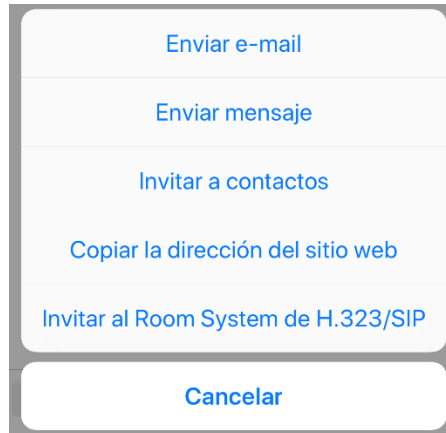 Enviar e-mail
Enviar mensaje
Invitar a contactos
Copiar la dirección del sitio web
Invitar al Room System de H.323/SIP
Cancelar